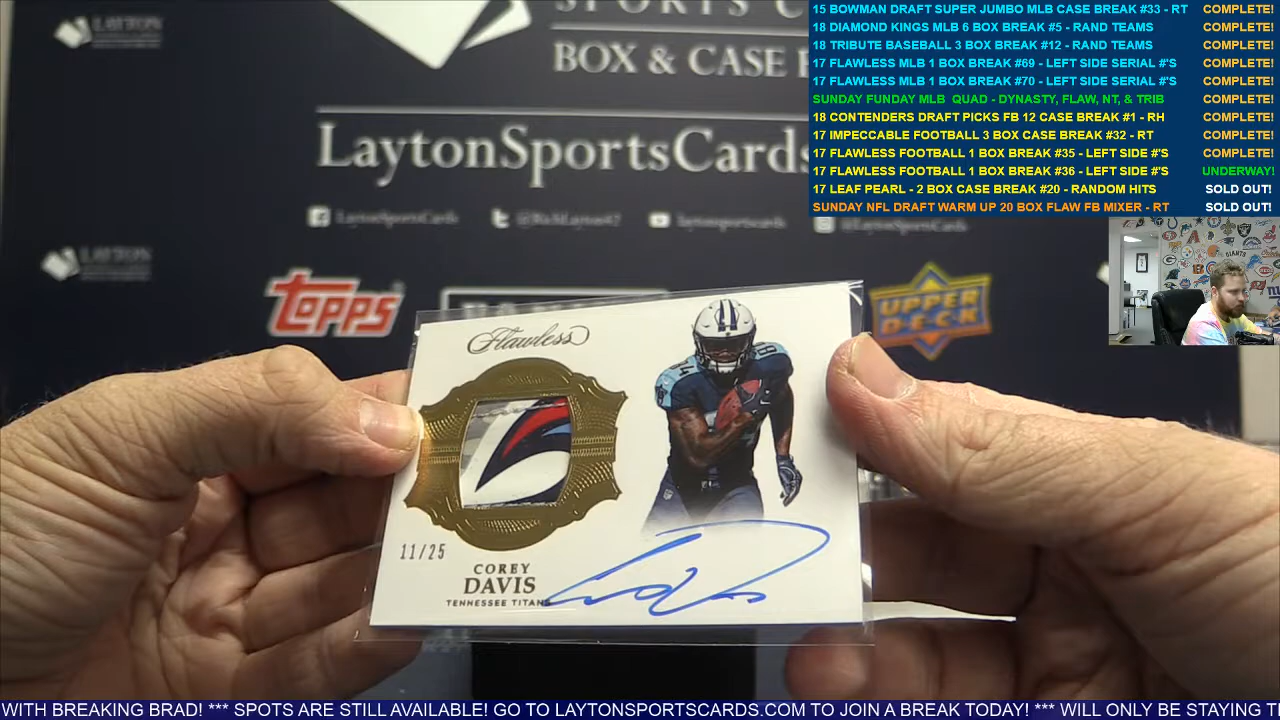 SPORTS C
BOX & CASE
LaytonSportsCards
LaytonSportsCards
@RichLayton42
laytonsportscards
@LaytonSportsCards
LAYTON
LAYTON
TOPPS
UPPER
DECK
15 BOWMAN DRAFT SUPER JUMBO MLB CASE BREAK #33 - RT COMPLETE!
18 DIAMOND KINGS MLB 6 BOX BREAK #5 - RAND TEAMS COMPLETE!
18 TRIBUTE BASEBALL 3 BOX BREAK #12 - RAND TEAMS COMPLETE!
17 FLAWLESS MLB 1 BOX BREAK #69 - LEFT SIDE SERIAL #'S COMPLETE!
17 FLAWLESS MLB 1 BOX BREAK #70 - LEFT SIDE SERIAL #'S COMPLETE!
SUNDAY FUNDAY MLB QUAD - DYNASTY, FLAW, NT, & TRIB COMPLETE!
18 CONTENDERS DRAFT PICKS FB 12 CASE BREAK #1 - RH COMPLETE!
17 IMPECCABLE FOOTBALL 3 BOX CASE BREAK #32 - RT COMPLETE!
17 FLAWLESS FOOTBALL 1 BOX BREAK #35 - LEFT SIDE #'S COMPLETE!
17 FLAWLESS FOOTBALL 1 BOX BREAK #36 - LEFT SIDE #'S UNDERWAY!
17 LEAF PEARL - 2 BOX CASE BREAK #20 - RANDOM HITS SOLD OUT!
SUNDAY NFL DRAFT WARM UP 20 BOX FLAW FB MIXER - RT SOLD OUT!
Flawless
84
11/25
COREY
DAVIS
TENNESSEE TITANS
WITH BREAKING BRAD! *** SPOTS ARE STILL AVAILABLE! GO TO LAYTONSPORTSCARDS.COM TO JOIN A BREAK TODAY! *** WILL ONLY BE STAYING T